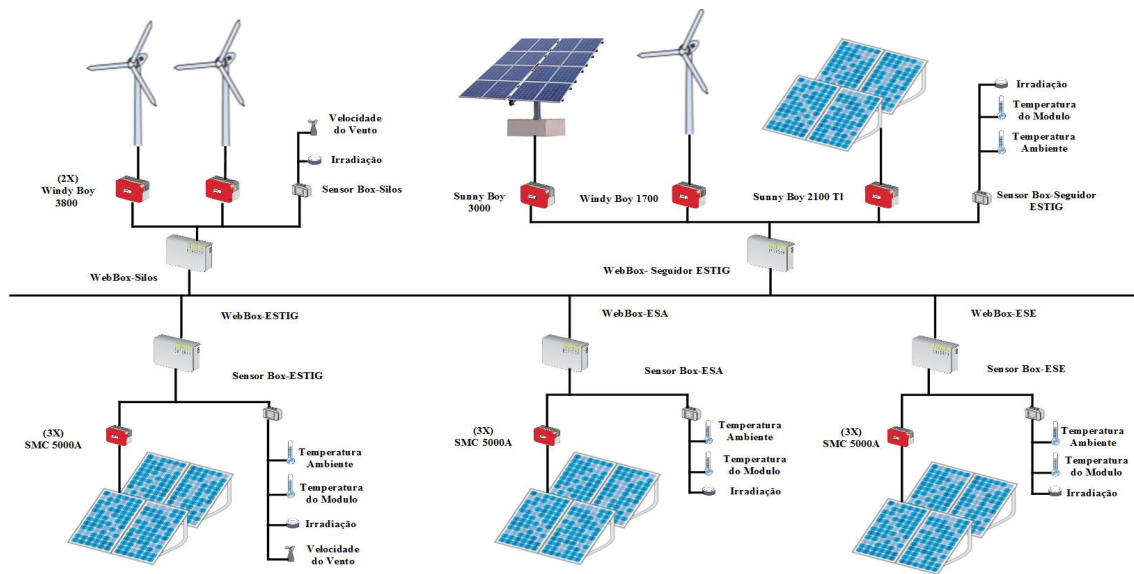 Velocidade
do Vento
Irradiação
(2X)
Windy Boy
3800
Sensor Box-Silos
WebBox-Silos
Irradiação
Temperatura
do Modulo
Temperatura
Ambiente
Sunny Boy
3000
Windy Boy 1700
Sunny Boy 2100 Tl
Sensor Box-Seguidor
ESTIG
WebBox- Seguidor ESTIG
WebBox-ESTIG
Sensor Box-ESTIG
(3X)
SMC 5000A
Temperatura
Ambiente
Temperatura
do Modulo
Irradiação
Velocidade
do Vento
WebBox-ESA
Sensor Box-ESA
(3X)
SMC 5000A
Temperatura
Ambiente
Temperatura
do Modulo
Irradiação
WebBox-ESE
Sensor Box-ESE
(3X)
SMC 5000A
Temperatura
Ambiente
Temperatura
do Modulo
Irradiação